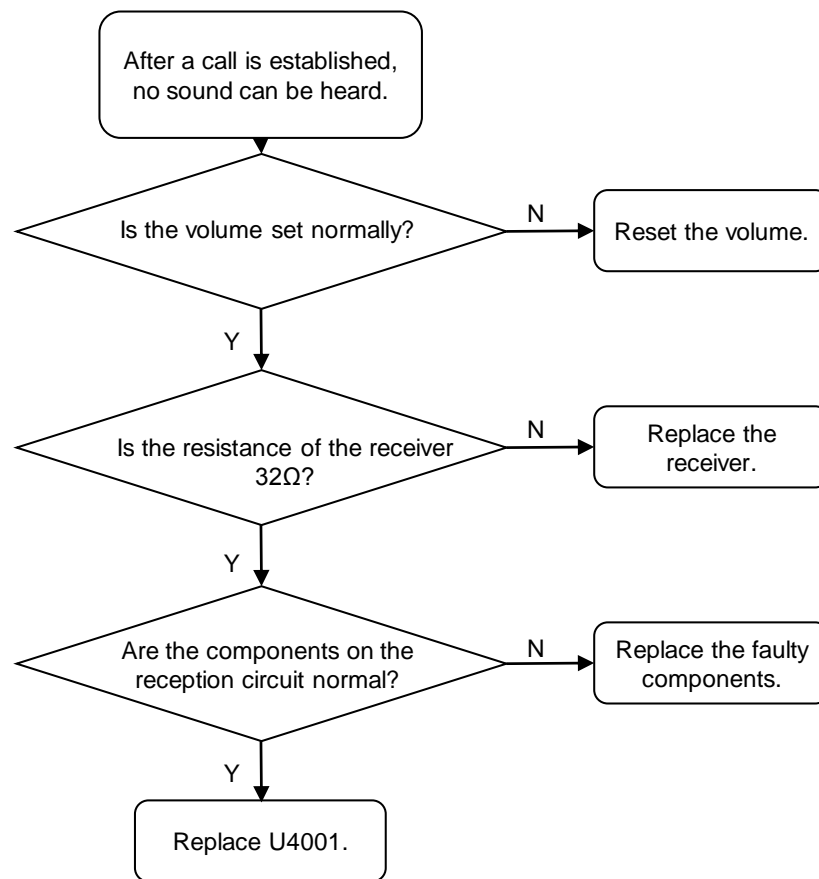 After a call is established,
no sound can be heard.
Is the volume set normally?
N
Reset the volume.
Y
Is the resistance of the receiver
32Ω?
N
Replace the
receiver.
Y
Are the components on the
reception circuit normal?
N
Replace the faulty
components.
Y
Replace U4001.